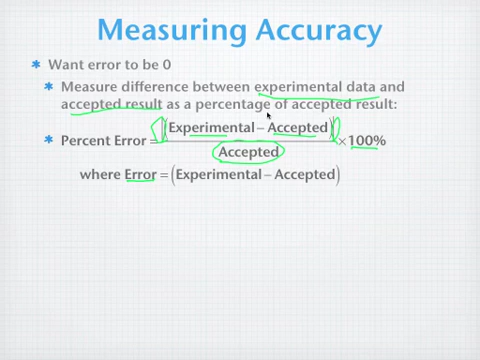 Measuring Accuracy
* Want error to be 0
* Measure difference between experimental data and
accepted result as a percentage of accepted result:
* Percent Error = |(Experimental – Accepted)| / Accepted × 100%
where Error = (Experimental – Accepted)